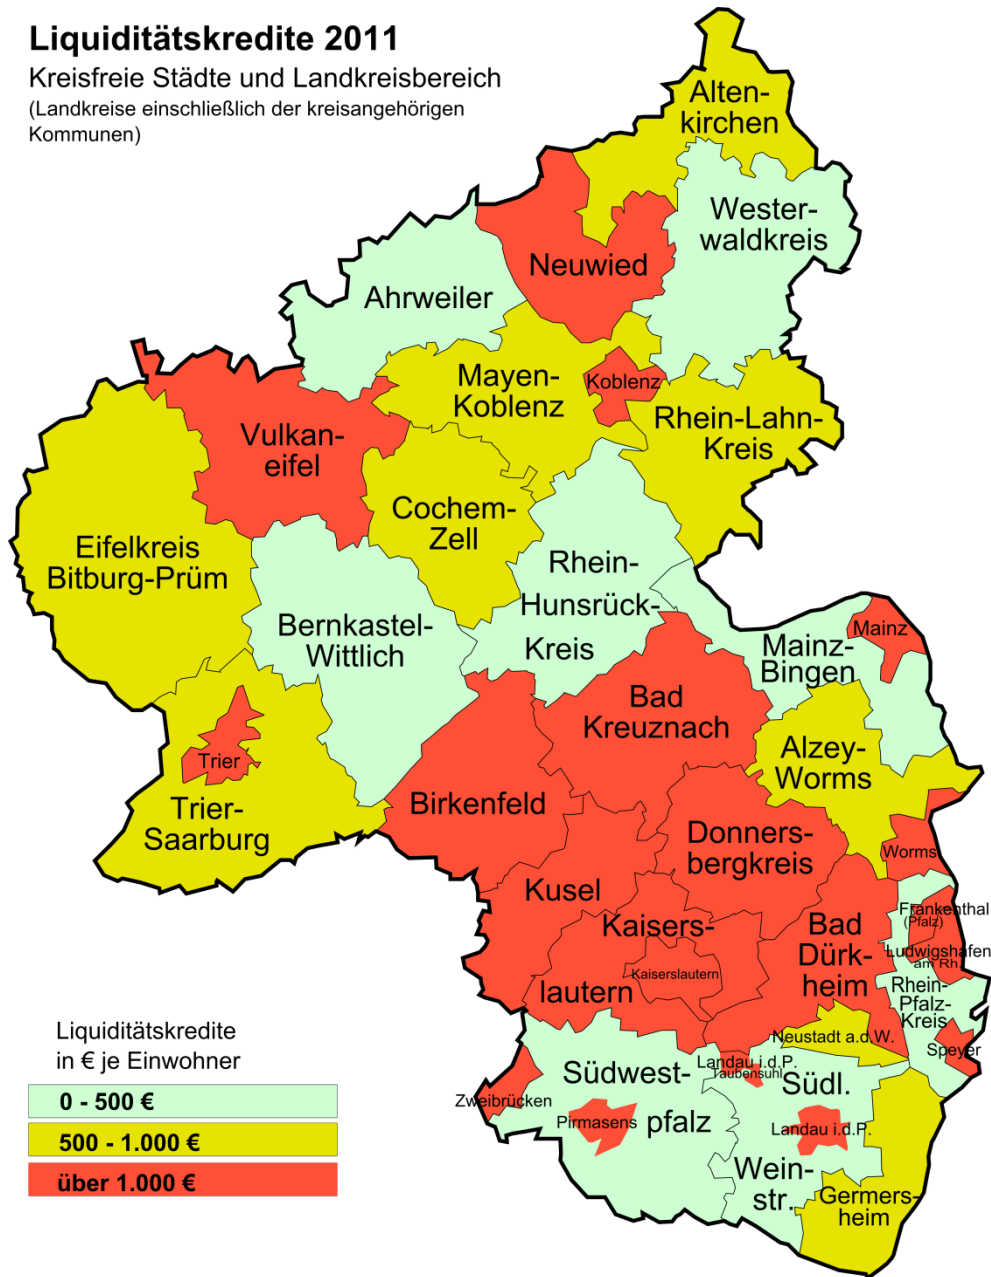 Liquiditätskredite 2011
Kreisfreie Städte und Landkreisbereich
(Landkreise einschließlich der kreisangehörigen
Kommunen)
Alten-
kirchen
Wester-
waldkreis
Neuwied
Ahrweiler
Mayen-
Koblenz
Koblenz
Rhein-Lahn-
Kreis
Vulkan-
eifel
Cochem-
Zell
Eifelkreis
Bitburg-Prüm
Rhein-
Hunsrück-
Kreis
Bernkastel-
Wittlich
Mainz
Mainz-
Bingen
Bad
Kreuznach
Alzey-
Worms
Trier
Trier-
Saarburg
Birkenfeld
Donners-
bergkreis
Worms
Kusel
Kaisers-
lautern
Kaiserslautern
Bad
Dürk-
heim
Frankenthal
(Pfalz)
Ludwigshafen
am Rh.
Rhein-
Pfalz-
Kreis
Neustadt a.d.W.
Speyer
Landau i.d.P.
Taubensuhl
Südwest-
pfalz
Südl.
Wein-
str.
Zweibrücken
Pirmasens
Landau i.d.P.
Germers-
heim
Liquiditätskredite
in € je Einwohner
0 - 500 €
500 - 1.000 €
über 1.000 €